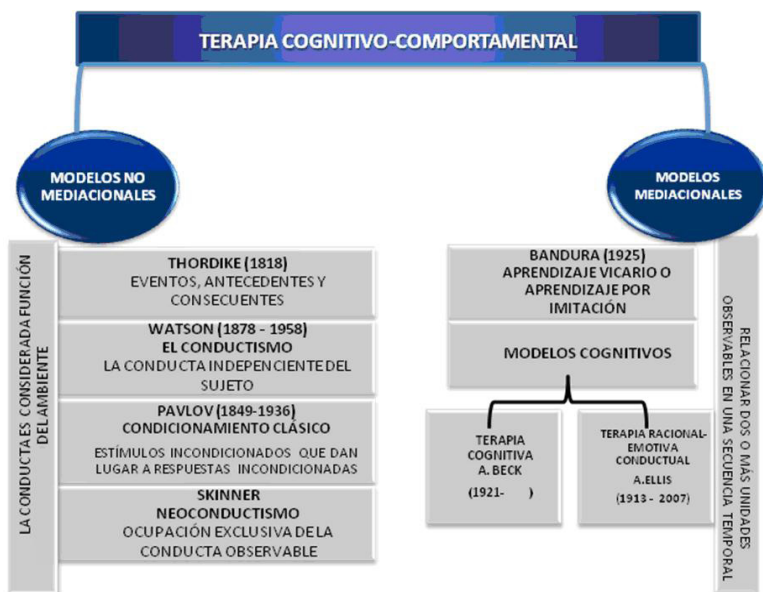 TERAPIA COGNITIVO-COMPORTAMENTAL
MODELOS NO
MEDIACIONALES
MODELOS
MEDIACIONALES
LA CONDUCTA ES CONSIDERADA FUNCIÓN
DEL AMBIENTE
THORDIKE (1818)
EVENTOS, ANTECEDENTES Y
CONSECUENTES
WATSON (1878 - 1958)
EL CONDUCTISMO
LA CONDUCTA INDEPENCIENTE DEL
SUJETO
PAVLOV (1849-1936)
CONDICIONAMIENTO CLÁSICO
ESTÍMULOS INCONDICIONADOS QUE DAN
LUGAR A RESPUESTAS INCONDICIONADAS
SKINNER
NEOCONDUCTISMO
OCUPACIÓN EXCLUSIVA DE LA
CONDUCTA OBSERVABLE
BANDURA (1925)
APRENDIZAJE VICARIO O
APRENDIZAJE POR
IMITACIÓN
MODELOS COGNITIVOS
TERAPIA
COGNITIVA
A. BECK
(1921- )
TERAPIA RACIONAL-
EMOTIVA
CONDUCTUAL
A.ELLIS
(1913 - 2007)
RELACIONAR DOS O MÁS UNIDADES
OBSERVABLES EN UNA SECUENCIA TEMPORAL